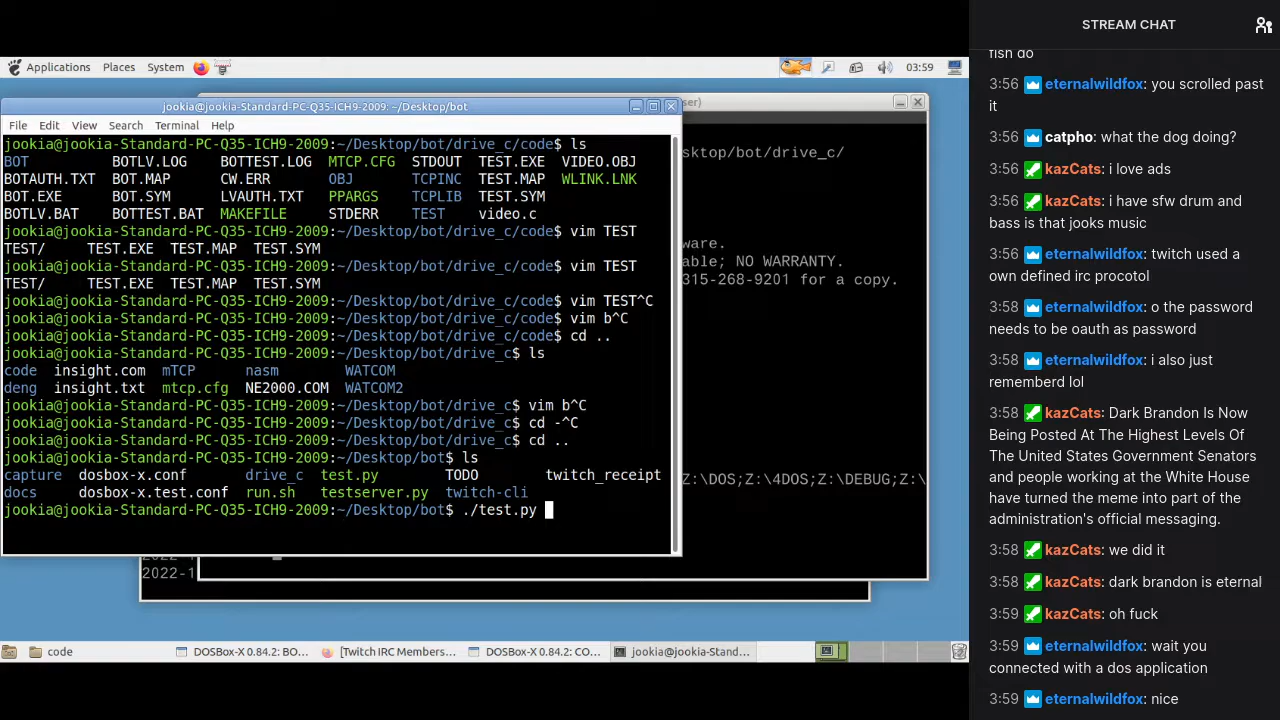 Applications Places System 03:59
jookia@jookia-Standard-PC-Q35-ICH9-2009: ~/Desktop/bot
File Edit View Search Terminal Help
jookia@jookia-Standard-PC-Q35-ICH9-2009:~/Desktop/bot/drive_c/code$ ls
BOT BOTLV.LOG BOTTEST.LOG MTCP.CFG STDOUT TEST.EXE VIDEO.OBJ
BOTAUTH.TXT BOT.MAP CW.ERR OBJ TCPINC TEST.MAP WLINK.LNK
BOT.EXE BOT.SYM LVAUTH.TXT PPARGS TCPLIB TEST.SYM
BOTLV.BAT BOTTEST.BAT MAKEFILE STDERR TEST video.c
jookia@jookia-Standard-PC-Q35-ICH9-2009:~/Desktop/bot/drive_c/code$ vim TEST
TEST/ TEST.EXE TEST.MAP TEST.SYM
jookia@jookia-Standard-PC-Q35-ICH9-2009:~/Desktop/bot/drive_c/code$ vim TEST
TEST/ TEST.EXE TEST.MAP TEST.SYM
jookia@jookia-Standard-PC-Q35-ICH9-2009:~/Desktop/bot/drive_c/code$ vim TEST^C
jookia@jookia-Standard-PC-Q35-ICH9-2009:~/Desktop/bot/drive_c/code$ vim b^C
jookia@jookia-Standard-PC-Q35-ICH9-2009:~/Desktop/bot/drive_c/code$ cd ..
jookia@jookia-Standard-PC-Q35-ICH9-2009:~/Desktop/bot/drive_c$ ls
code insight.com mTCP nasm WATCOM
deng insight.txt mtcp.cfg NE2000.COM WATCOM2
jookia@jookia-Standard-PC-Q35-ICH9-2009:~/Desktop/bot/drive_c$ vim b^C
jookia@jookia-Standard-PC-Q35-ICH9-2009:~/Desktop/bot/drive_c$ cd -^C
jookia@jookia-Standard-PC-Q35-ICH9-2009:~/Desktop/bot/drive_c$ cd ..
jookia@jookia-Standard-PC-Q35-ICH9-2009:~/Desktop/bot$ ls
capture dosbox-x.conf drive_c test.py TODO twitch_receipt
docs dosbox-x.test.conf run.sh testserver.py twitch-cli
jookia@jookia-Standard-PC-Q35-ICH9-2009:~/Desktop/bot$ ./test.py
ser)
sktop/bot/drive_c/
ware.
able; NO WARRANTY.
315-268-9201 for a copy.
Z:\DOS;Z:\4DOS;Z:\DEBUG;Z:\
2022-1
code DOSBox-X 0.84.2: BO... [Twitch IRC Members... DOSBox-X 0.84.2: CO... jookia@jookia-Stand...
STREAM CHAT
fish do
3:56 eternalwildfox: you scrolled past
it
3:56 catpho: what the dog doing?
3:56 kazCats: i love ads
3:56 kazCats: i have sfw drum and
bass is that jooks music
3:56 eternalwildfox: twitch used a
own defined irc procotol
3:58 eternalwildfox: o the password
needs to be oauth as password
3:58 eternalwildfox: i also just
rememberd lol
3:58 kazCats: Dark Brandon Is Now
Being Posted At The Highest Levels Of
The United States Government Senators
and people working at the White House
have turned the meme into part of the
administration's official messaging.
3:58 kazCats: we did it
3:58 kazCats: dark brandon is eternal
3:59 kazCats: oh fuck
3:59 eternalwildfox: wait you
connected with a dos application
3:59 eternalwildfox: nice